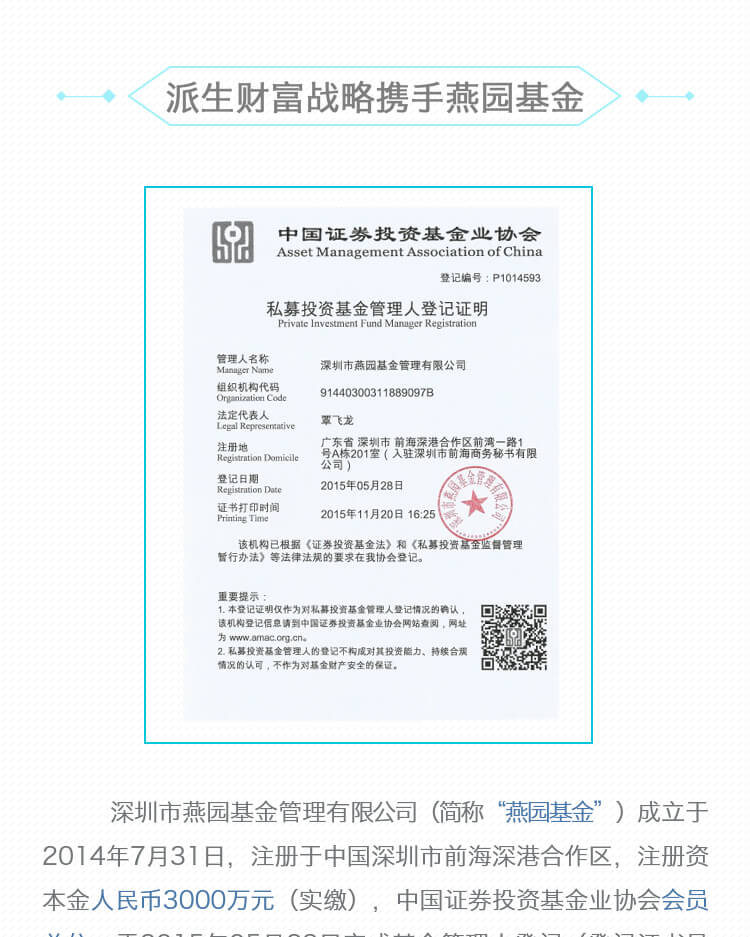 派生财富战略携手燕园基金
中国证券投资基金业协会
Asset Management Association of China
登记编号：P1014593
私募投资基金管理人登记证明
Private Investment Fund Manager Registration
管理人名称
Manager Name
深圳市燕园基金管理有限公司
组织机构代码
Organization Code
91440300311889097B
法定代表人
Legal Representative
覃飞龙
注册地
Registration Domicile
广东省 深圳市 前海深港合作区前湾一路1
号A栋201室（入驻深圳市前海商务秘书有限
公司）
登记日期
Registration Date
2015年05月28日
证书打印时间
Printing Time
2015年11月20日 16:25
深圳市燕园基金管理有限公司
该机构已根据《证券投资基金法》和《私募投资基金监督管理
暂行办法》等法律法规的要求在我协会登记。
重要提示：
1. 本登记证明仅作为对私募投资基金管理人登记情况的确认，
该机构登记信息请到中国证券投资基金业协会网站查阅，网址
为 www.amac.org.cn。
2. 私募投资基金管理人的登记不构成对其投资能力、持续合规
情况的认可，不作为对基金财产安全的保证。
深圳市燕园基金管理有限公司（简称“燕园基金”）成立于
2014年7月31日，注册于中国深圳市前海深港合作区，注册资
本金人民币3000万元（实缴），中国证券投资基金业协会会员